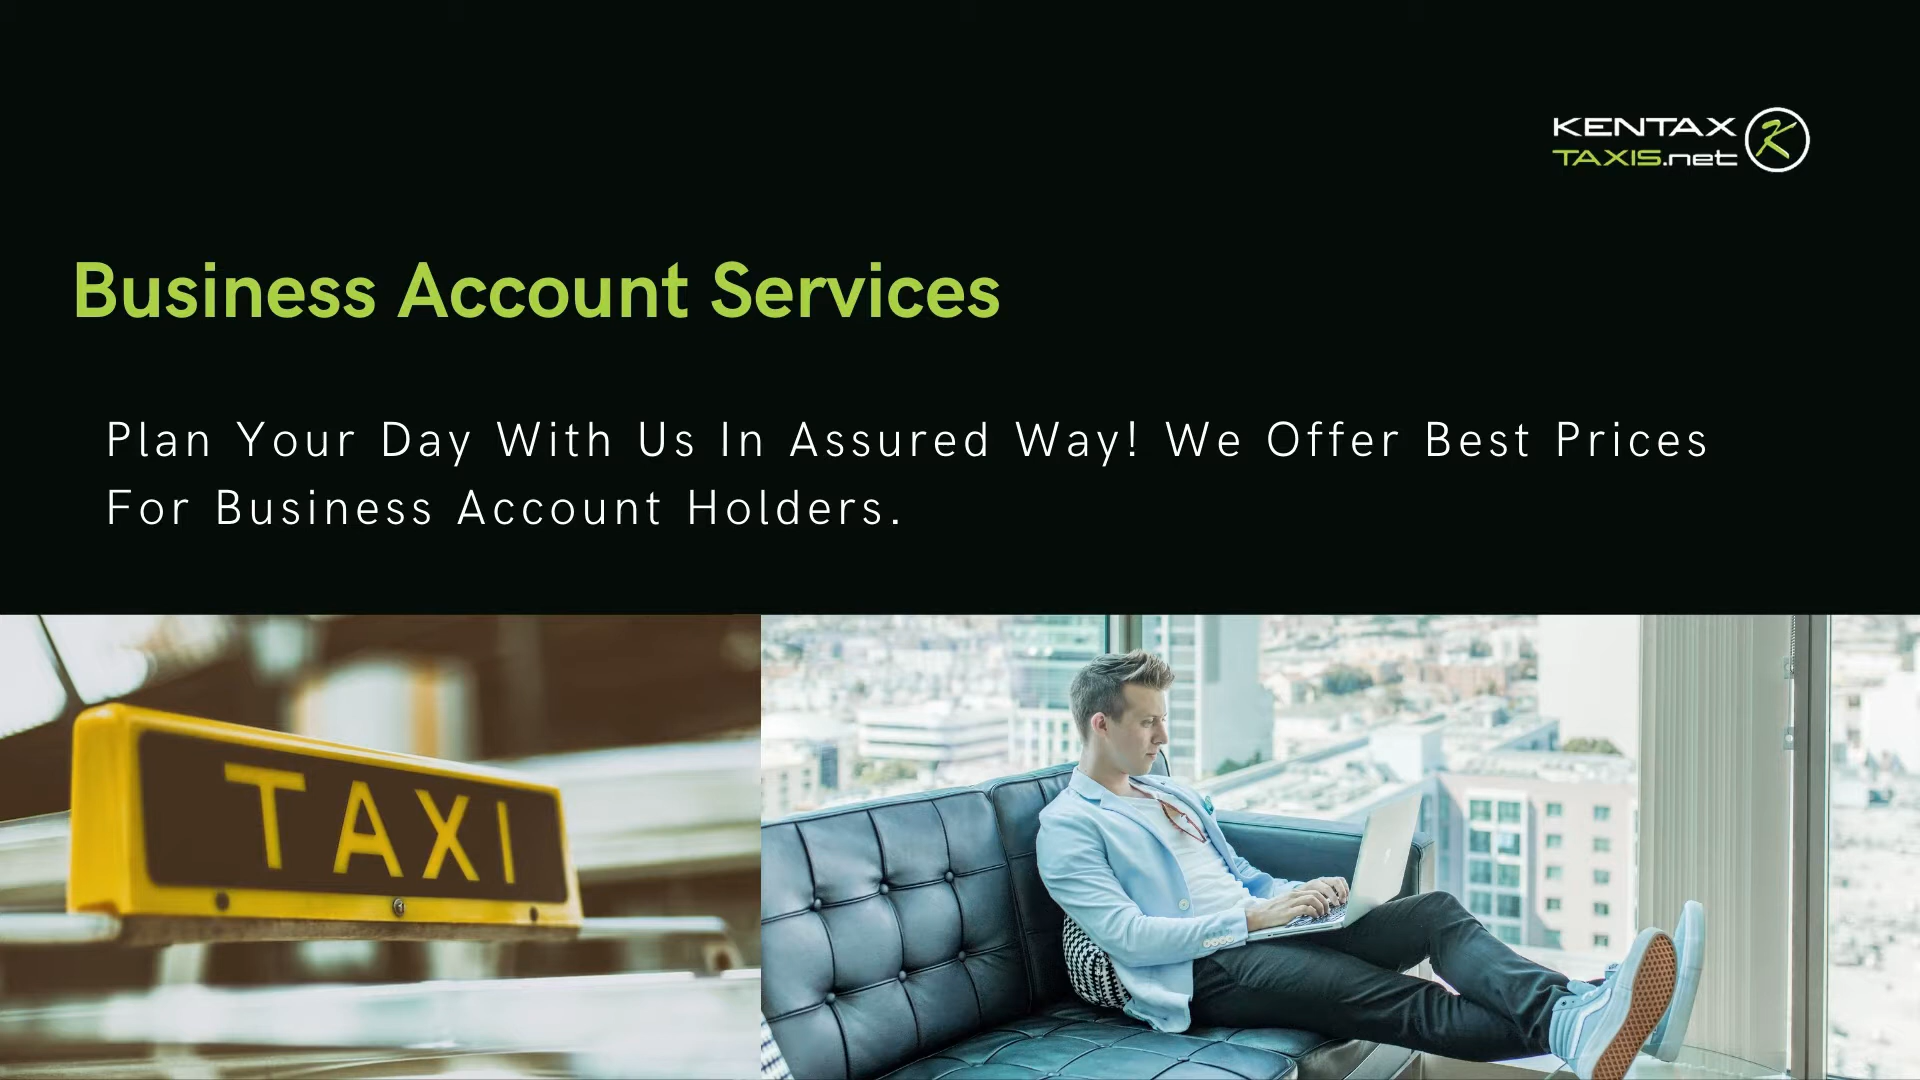 KENTAX
TAXIS.net
Business Account Services
Plan Your Day With Us In Assured Way! We Offer Best Prices
For Business Account Holders.
TAXI